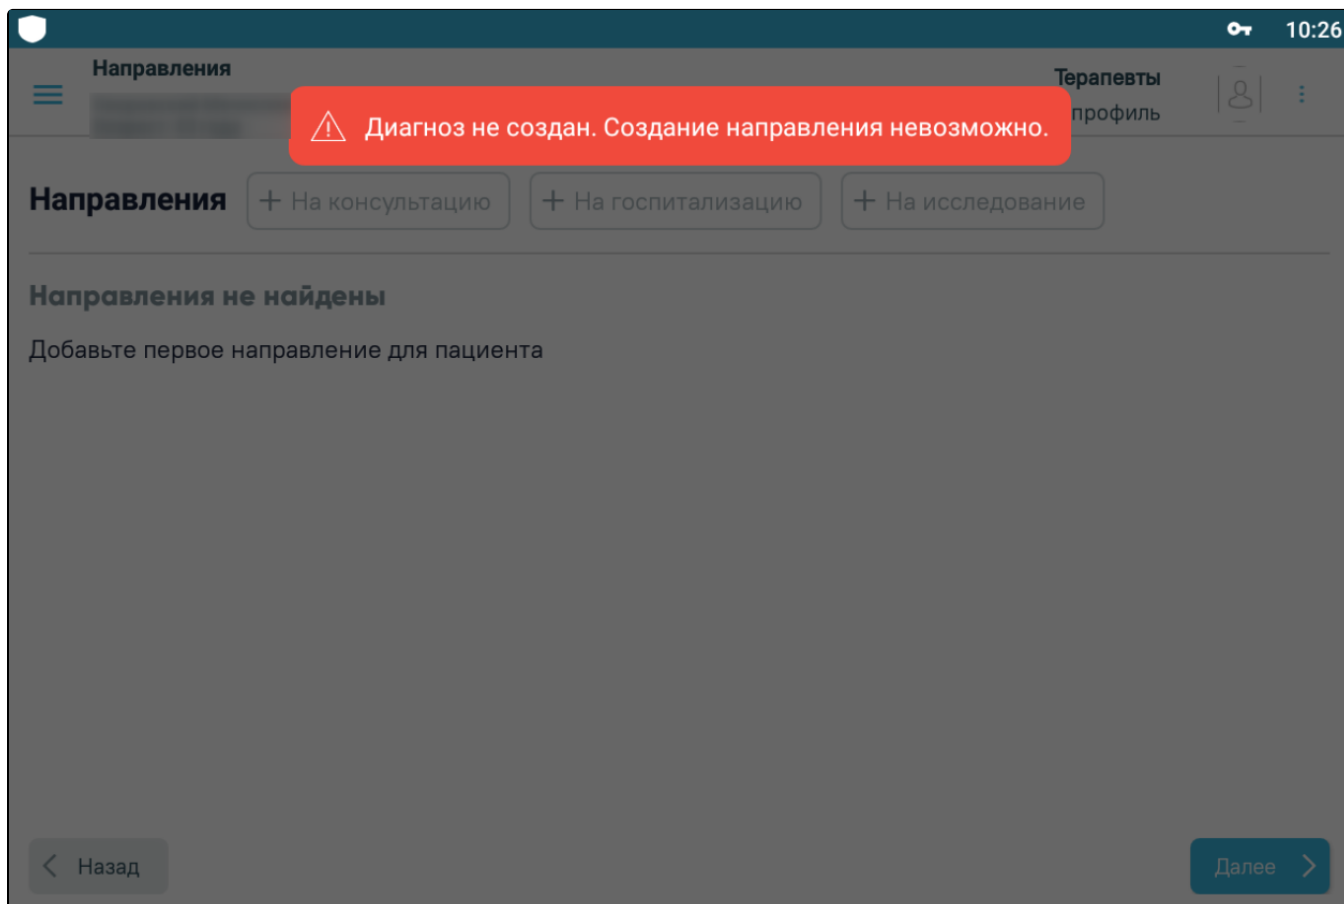 10:26
Направления
Терапевты
профиль
Диагноз не создан. Создание направления невозможно.
Направления
На консультацию
На госпитализацию
На исследование
Направления не найдены
Добавьте первое направление для пациента
Назад
Далее